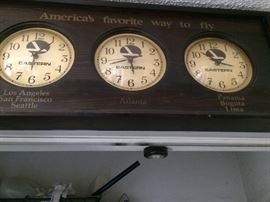 America's favorite way to fly
EASTERN
EASTERN
EASTERN
Los Angeles
San Francisco
Seattle
Atlanta
Panama
Bogota
Lima